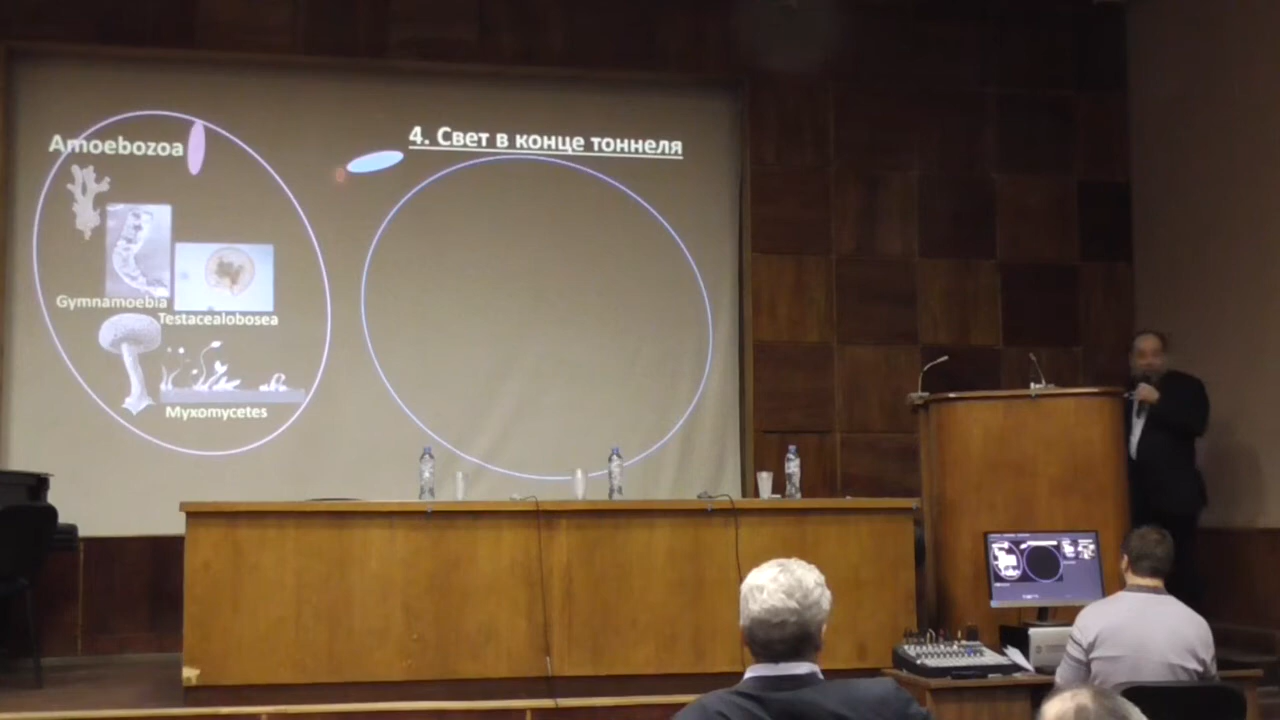 Amoebozoa
4. Свет в конце тоннеля
Gymnamoebia
Testacealobosea
Myxomycetes